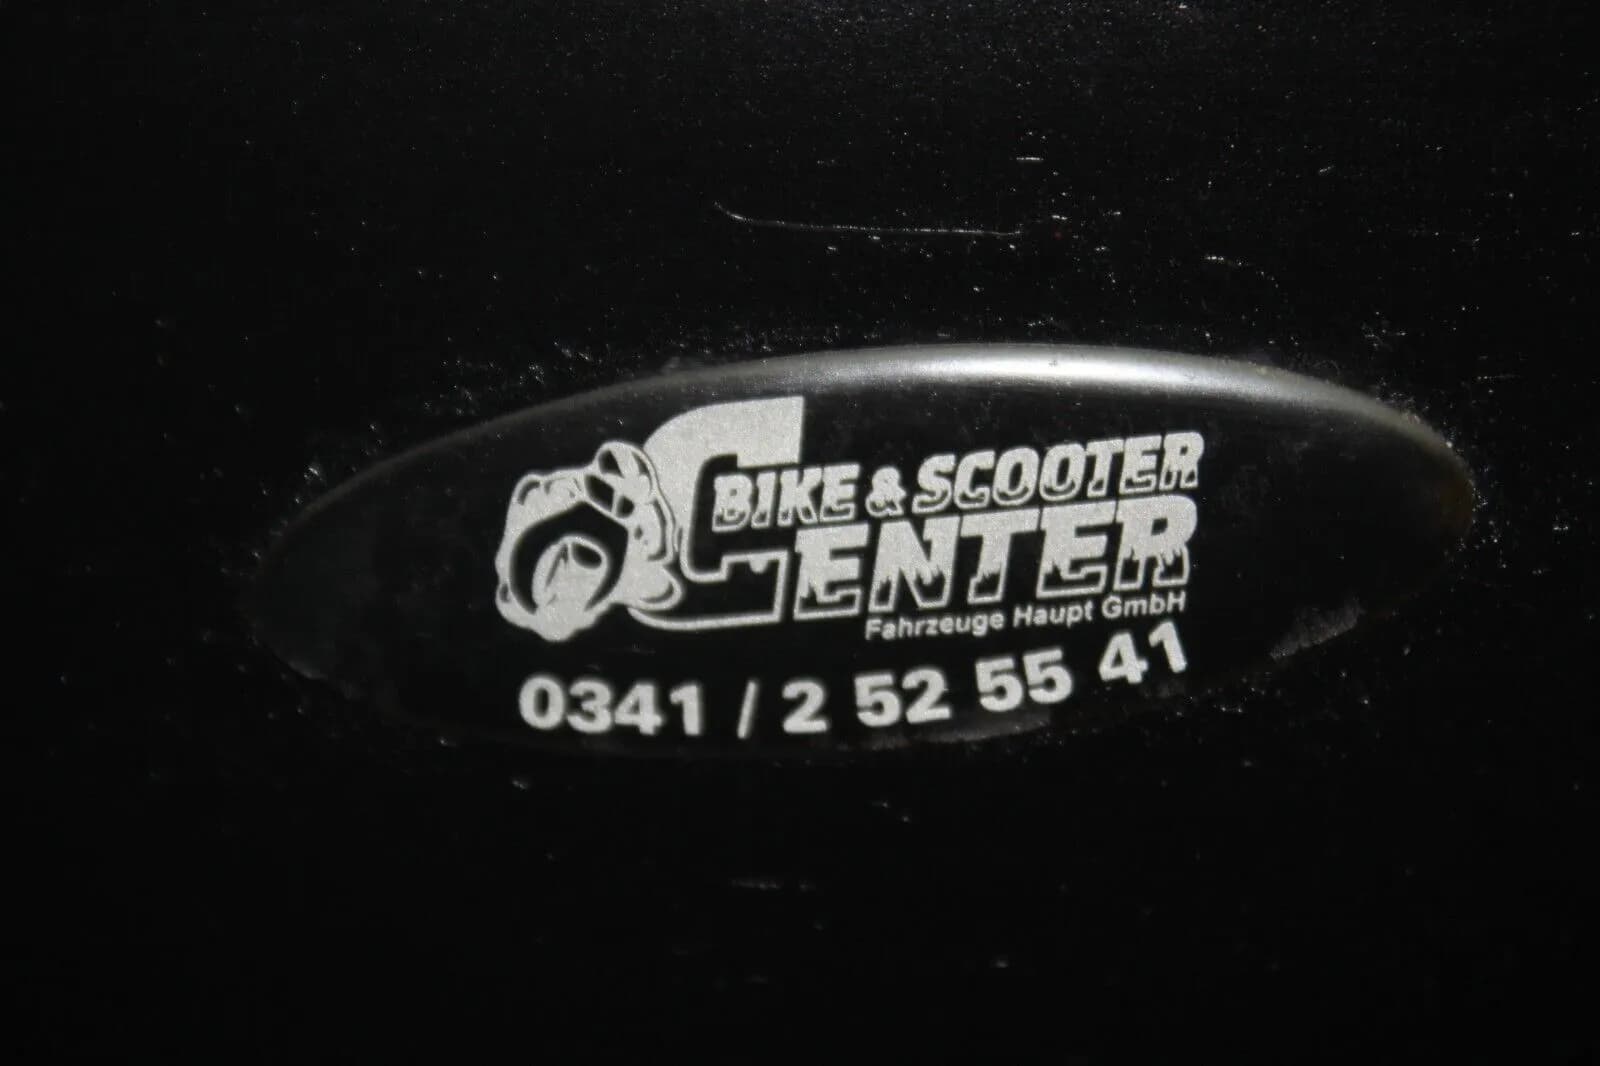 BIKE & SCOOTER
CENTER
Fahrzeuge Haupt GmbH
0341 / 2 52 55 41